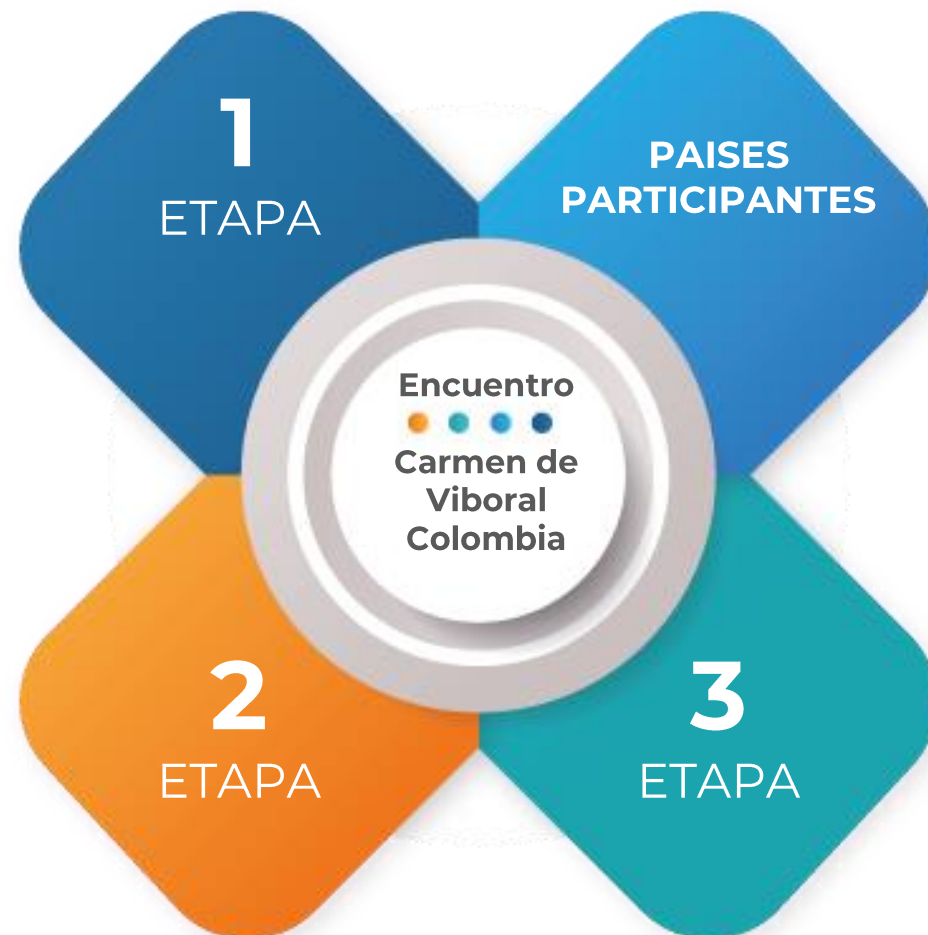 1
ETAPA
PAISES
PARTICIPANTES
Encuentro
Carmen de
Viboral
Colombia
2
ETAPA
3
ETAPA